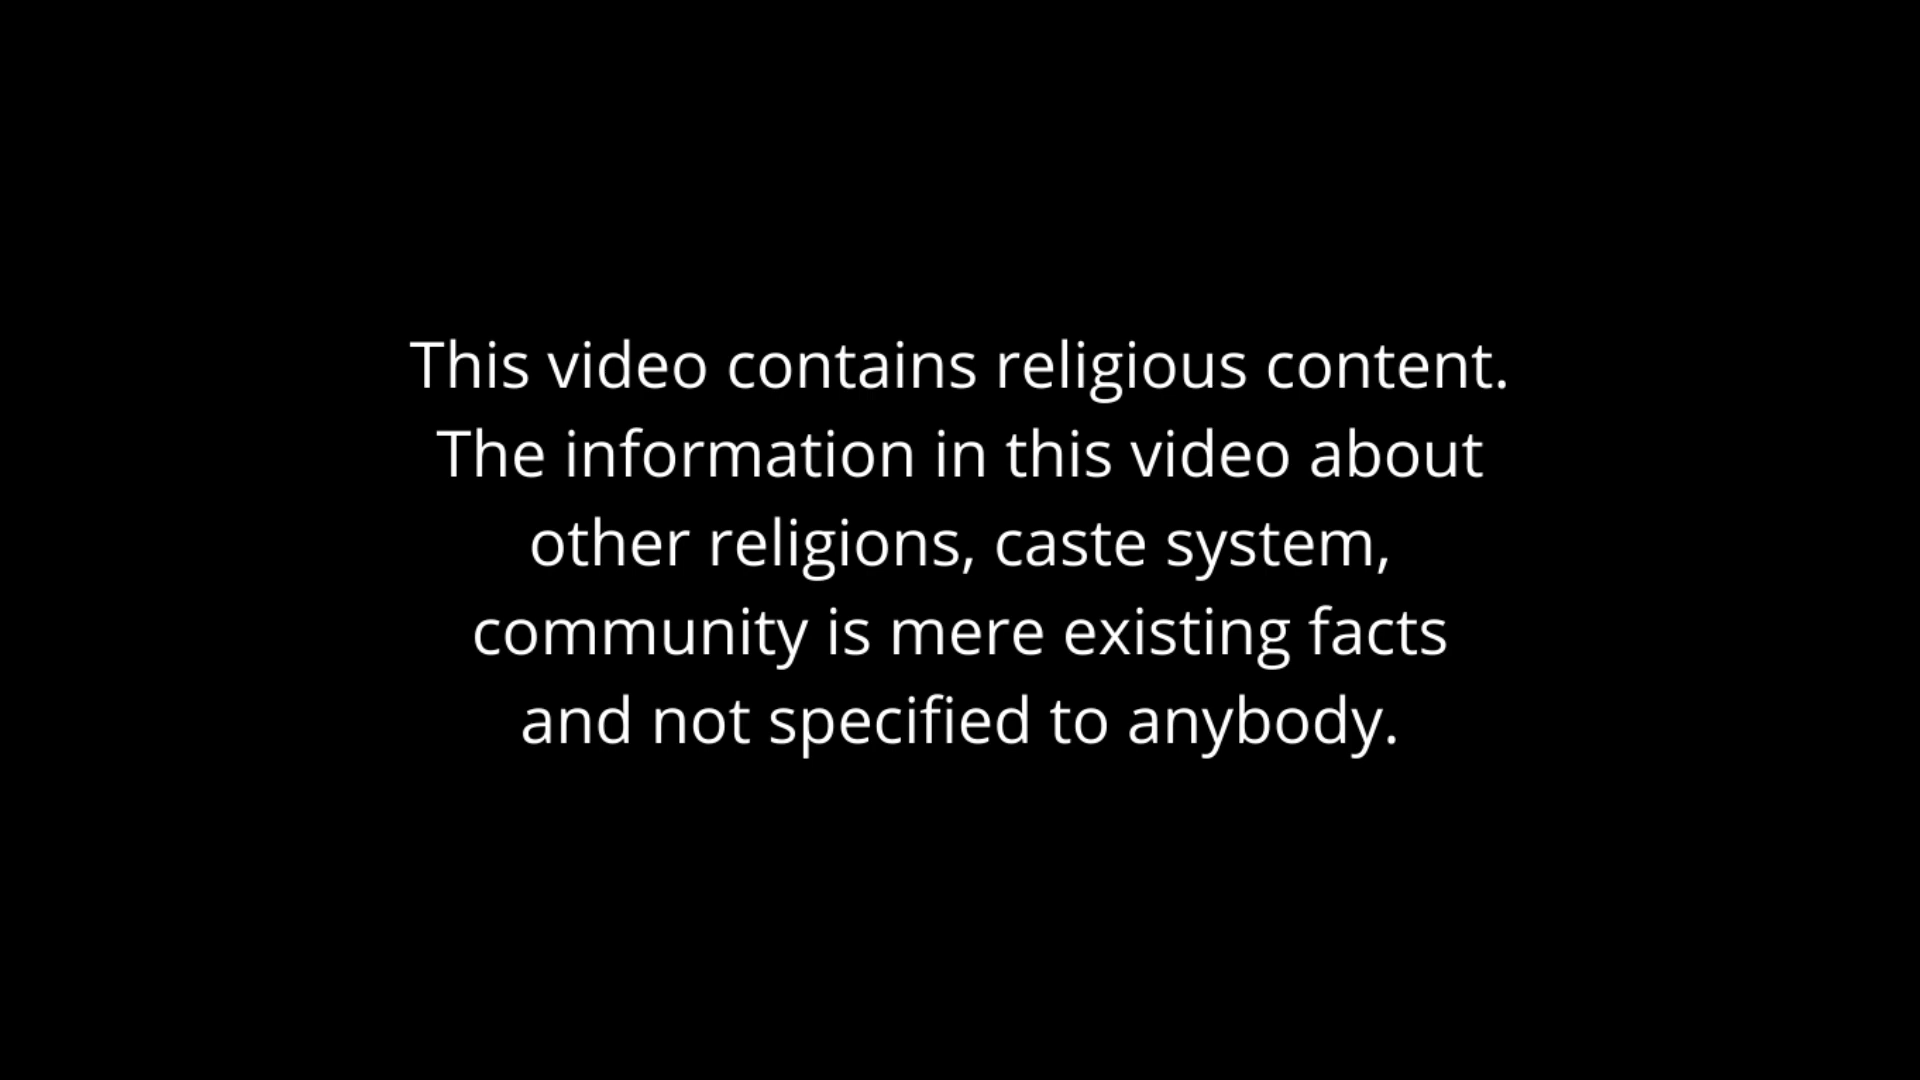 This video contains religious content.
The information in this video about
other religions, caste system,
community is mere existing facts
and not specified to anybody.